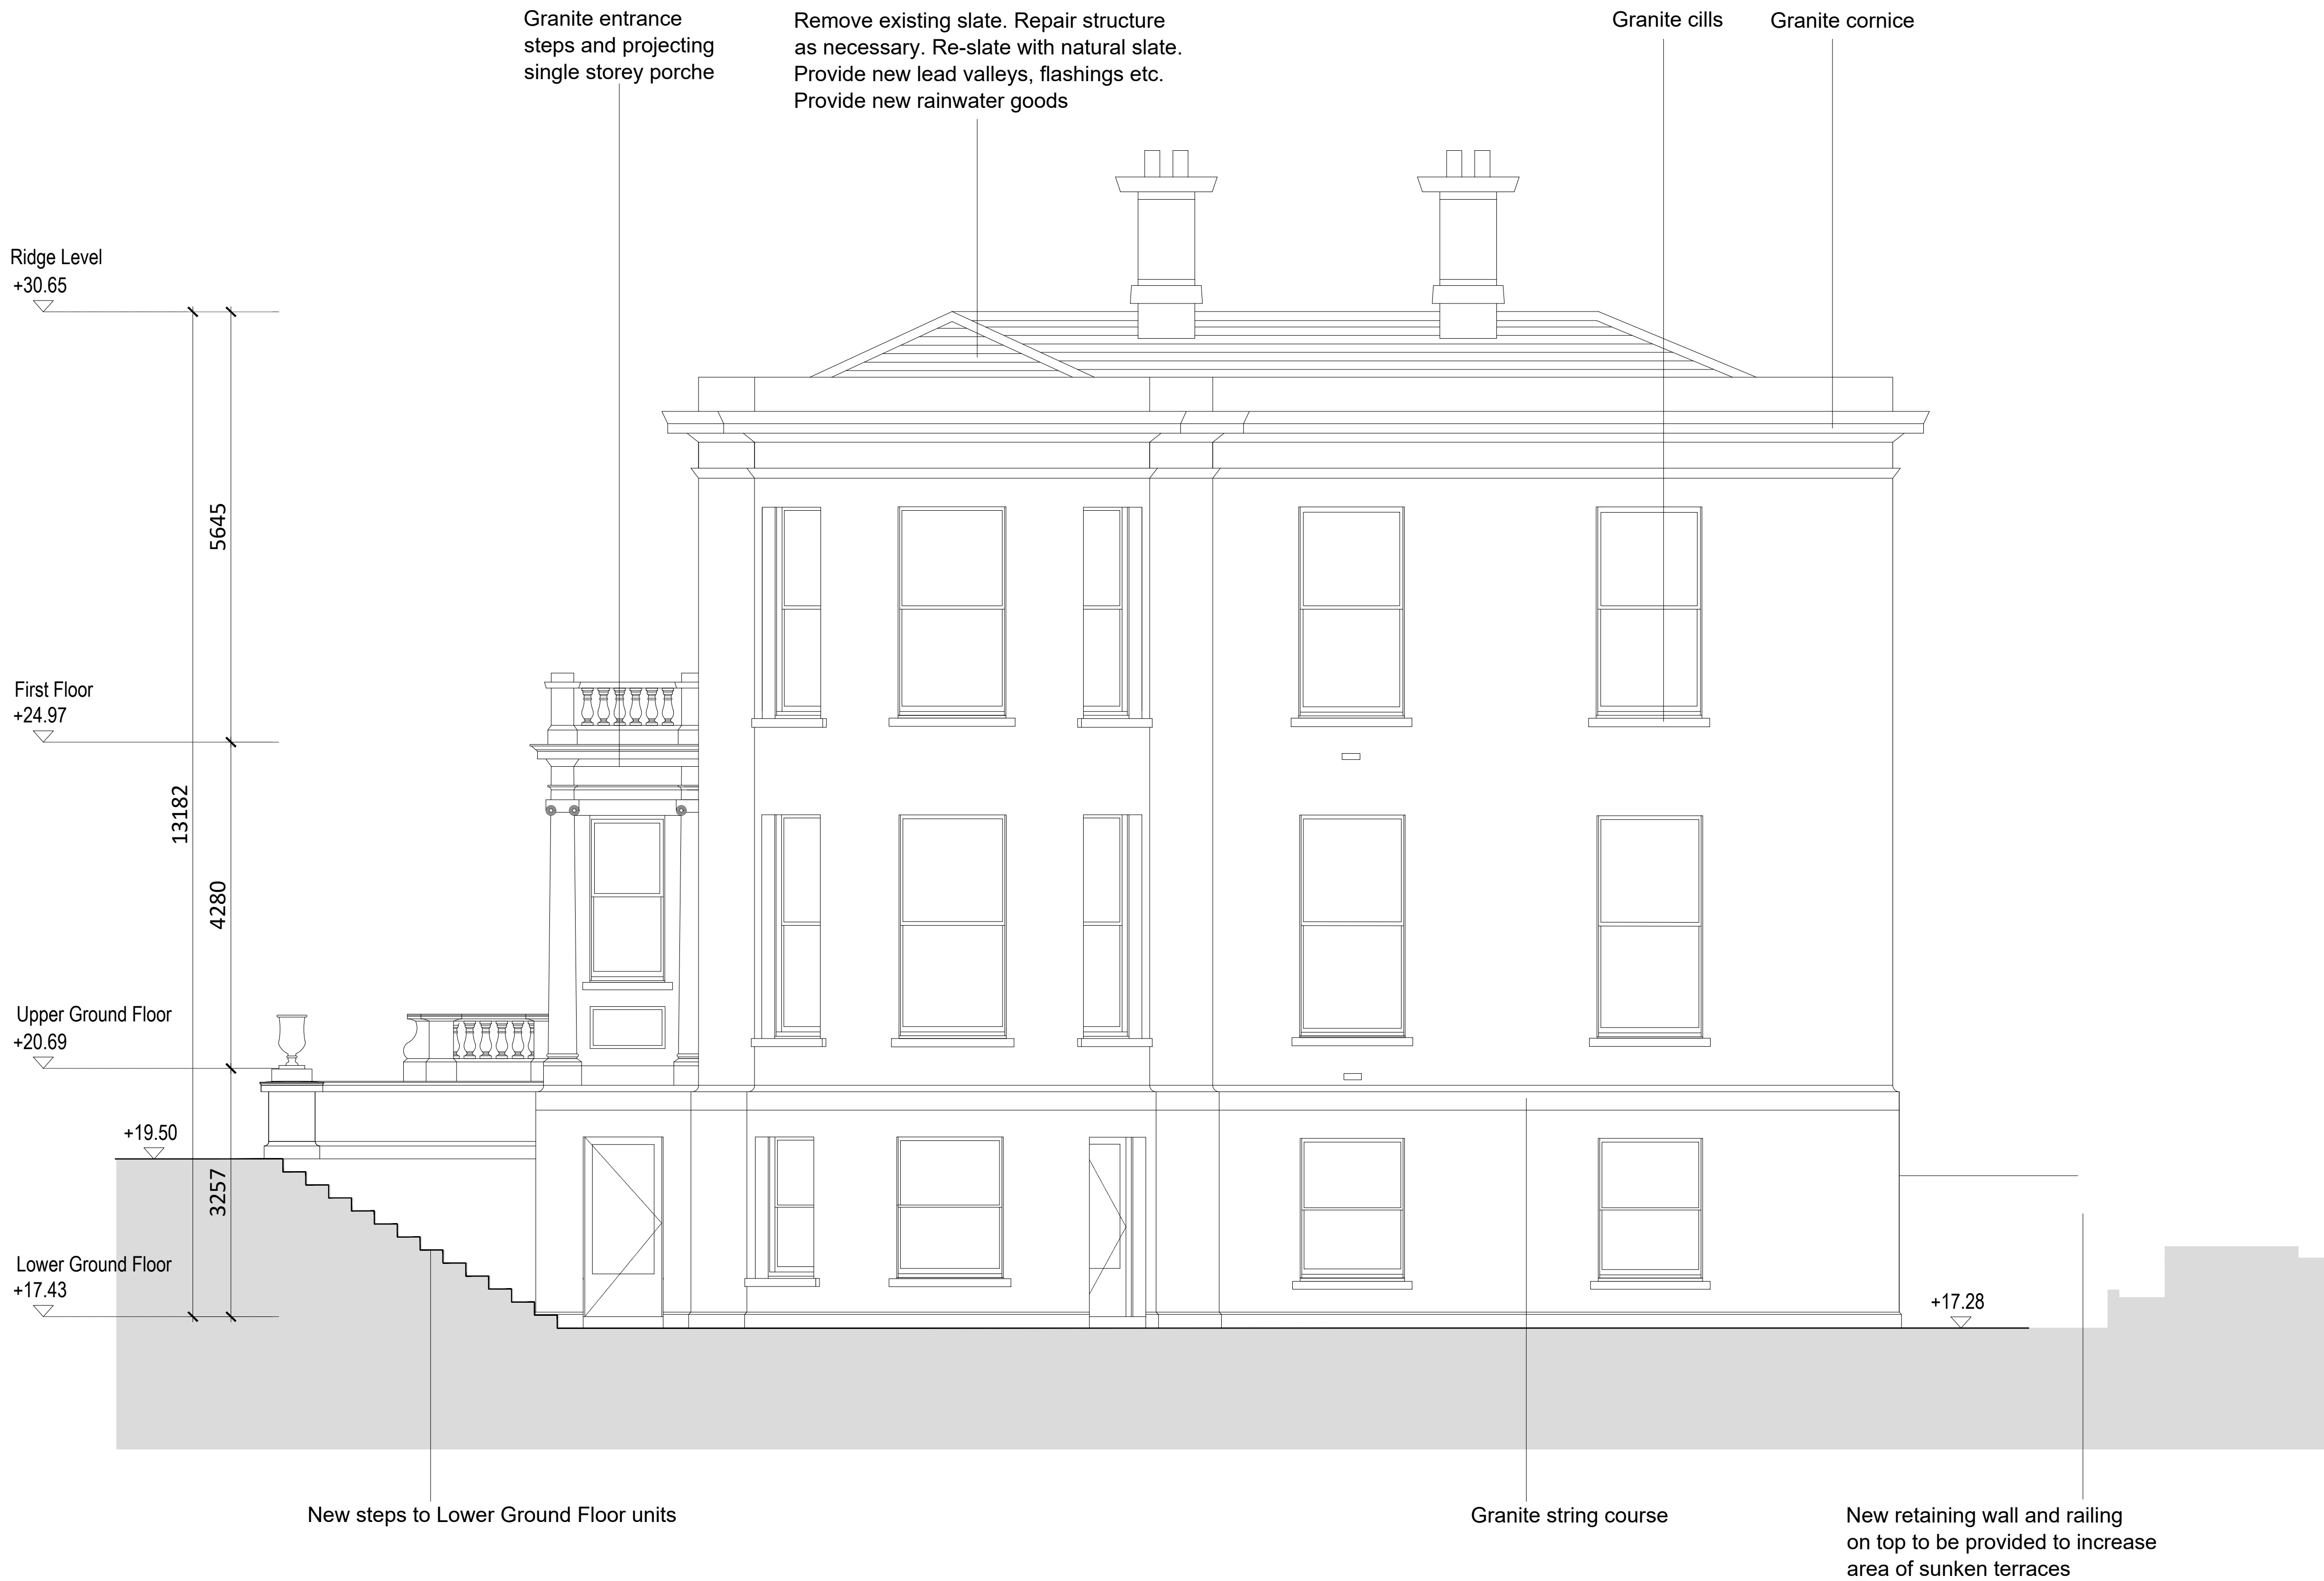 Granite entrance
steps and projecting
single storey porche
Remove existing slate. Repair structure
as necessary. Re-slate with natural slate.
Provide new lead valleys, flashings etc.
Provide new rainwater goods
Granite cills
Granite cornice
Ridge Level
+30.65
5645
First Floor
+24.97
13182
4280
Upper Ground Floor
+20.69
+19.50
3257
Lower Ground Floor
+17.43
+17.28
New steps to Lower Ground Floor units
Granite string course
New retaining wall and railing
on top to be provided to increase
area of sunken terraces